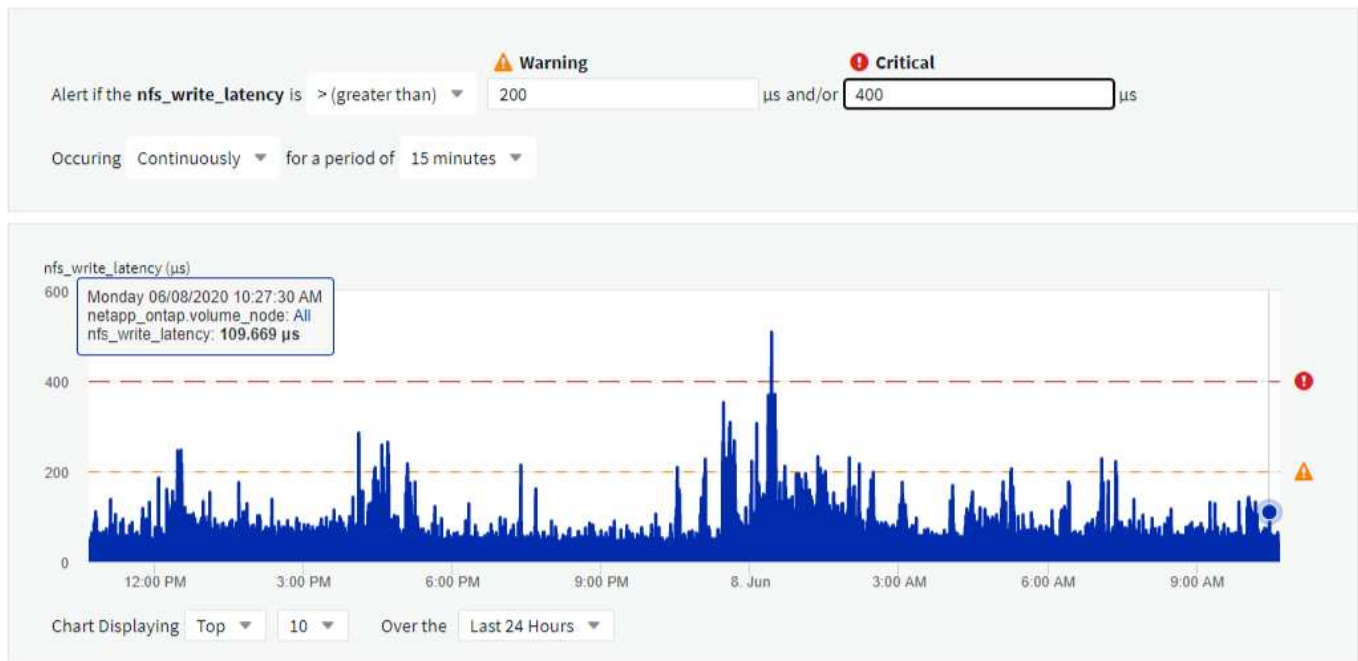 Warning
Critical
Alert if the nfs_write_latency is > (greater than) 200 µs and/or 400 µs
Occuring Continuously for a period of 15 minutes
nfs_write_latency (µs)
600
Monday 06/08/2020 10:27:30 AM
netapp_ontap.volume_node: All
nfs_write_latency: 109.669 µs
400
200
0
12:00 PM 3:00 PM 6:00 PM 9:00 PM 8. Jun 3:00 AM 6:00 AM 9:00 AM
Chart Displaying Top 10 Over the Last 24 Hours